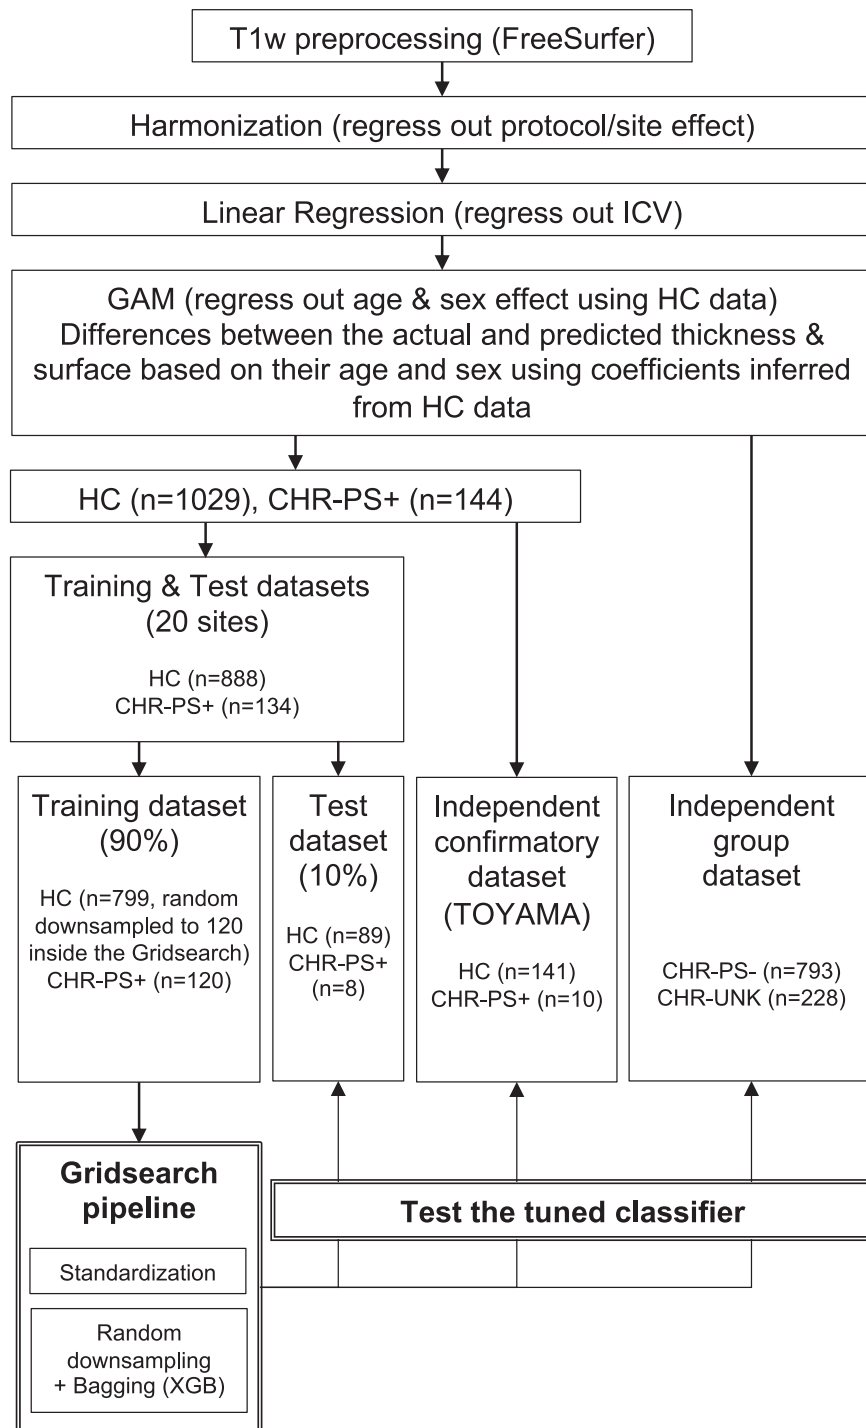 T1w preprocessing (FreeSurfer)
Harmonization (regress out protocol/site effect)
Linear Regression (regress out ICV)
GAM (regress out age & sex effect using HC data)
Differences between the actual and predicted thickness &
surface based on their age and sex using coefficients inferred
from HC data
HC (n=1029), CHR-PS+ (n=144)
Training & Test datasets
(20 sites)
HC (n=888)
CHR-PS+ (n=134)
Training dataset
(90%)
HC (n=799, random
downsampled to 120
inside the Gridsearch)
CHR-PS+ (n=120)
Test
dataset
(10%)
HC (n=89)
CHR-PS+
(n=8)
Independent
confirmatory
dataset
(TOYAMA)
HC (n=141)
CHR-PS+ (n=10)
Independent
group
dataset
CHR-PS- (n=793)
CHR-UNK (n=228)
Gridsearch
pipeline
Standardization
Random
downsampling
+ Bagging (XGB)
Test the tuned classifier